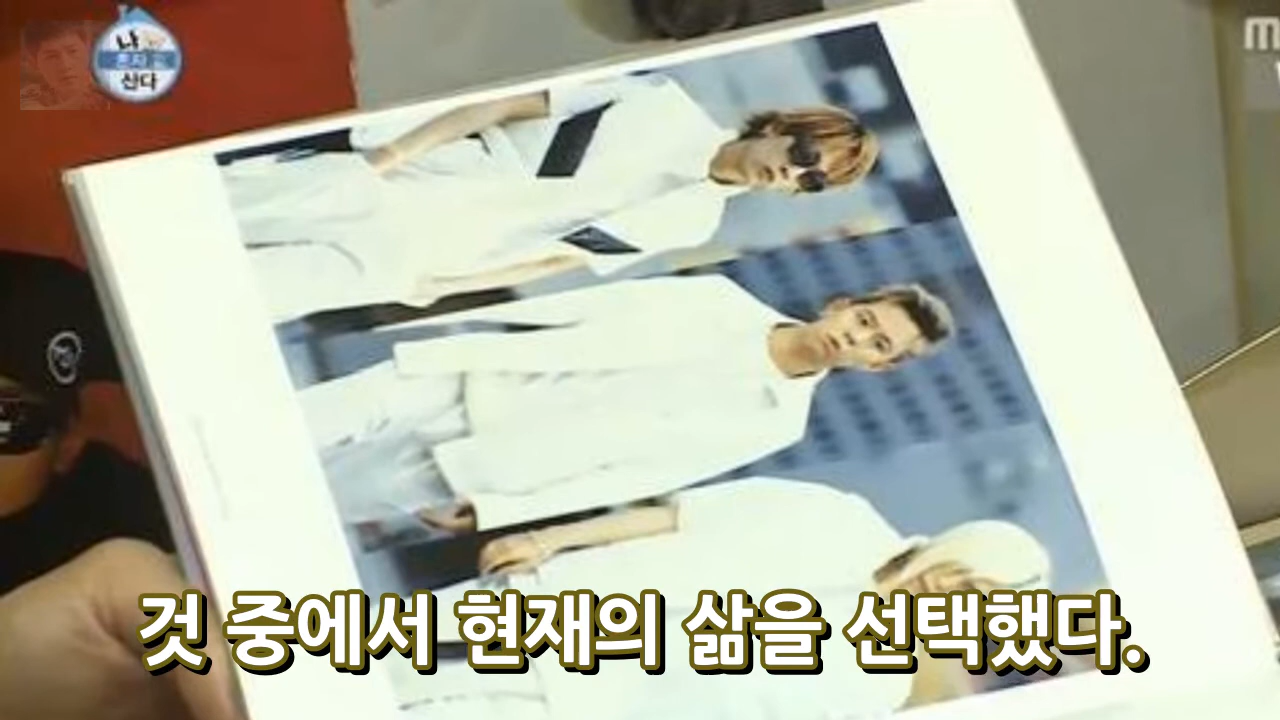 나
혼자
산다
것 중에서 현재의 삶을 선택했다.